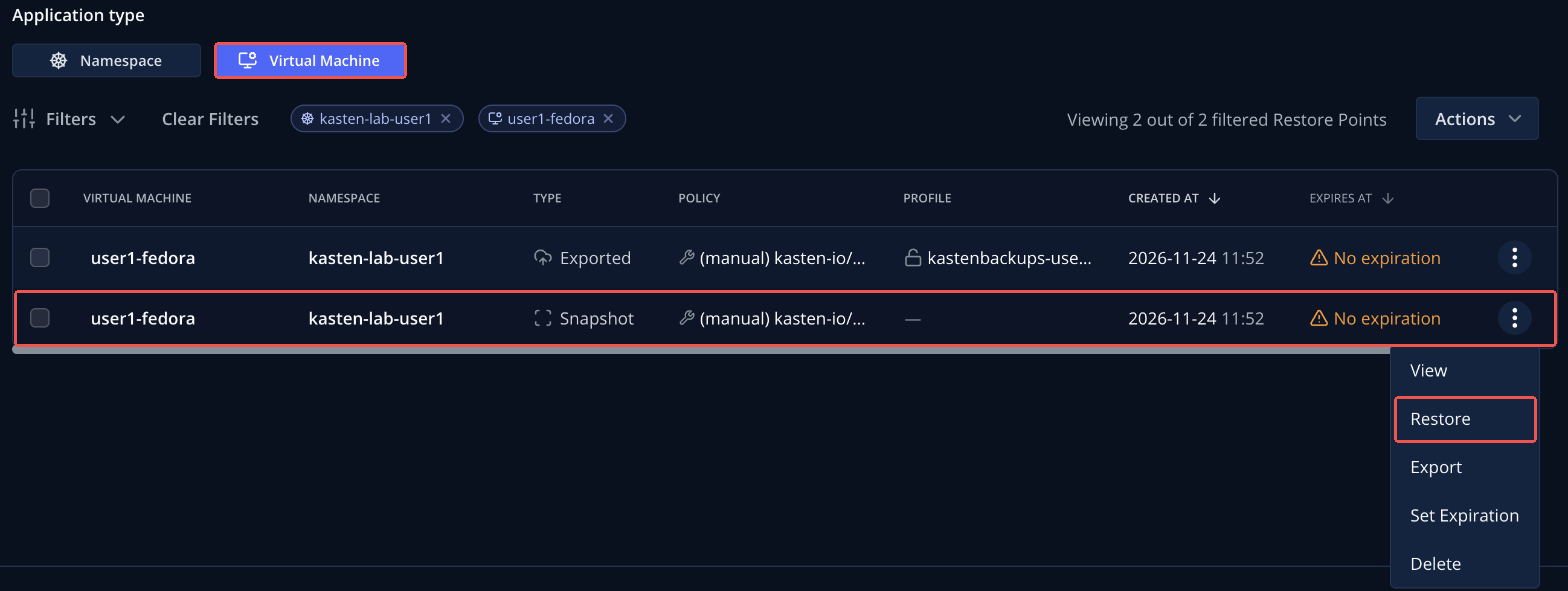 Application type
Namespace Virtual Machine
Filters Clear Filters kasten-lab-user1 user1-fedora Viewing 2 out of 2 filtered Restore Points Actions
VIRTUAL MACHINE NAMESPACE TYPE POLICY PROFILE CREATED AT EXPIRES AT
user1-fedora kasten-lab-user1 Exported (manual) kasten-io/... kastenbackups-use... 2026-11-24 11:52 No expiration
user1-fedora kasten-lab-user1 Snapshot (manual) kasten-io/... — 2026-11-24 11:52 No expiration
View
Restore
Export
Set Expiration
Delete